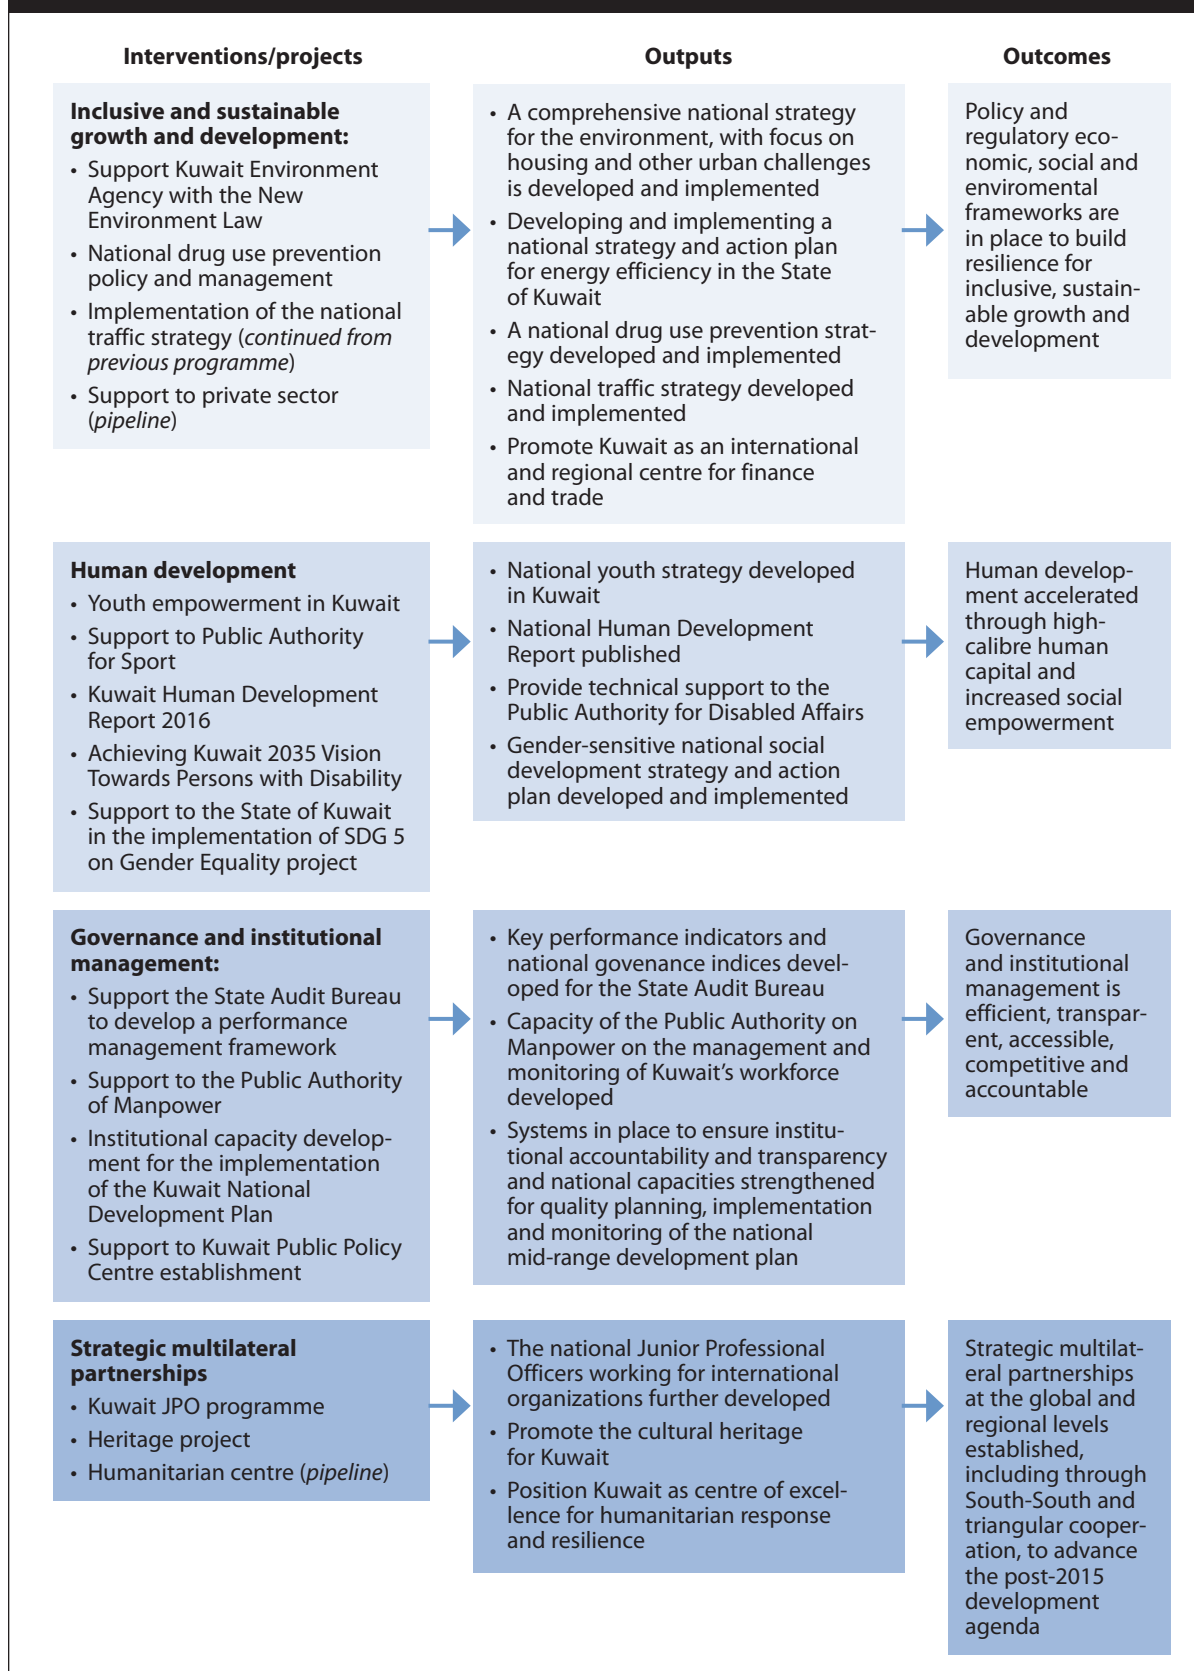 Interventions/projects
Outputs
Outcomes
Inclusive and sustainable
growth and development:
• Support Kuwait Environment
Agency with the New
Environment Law
• National drug use prevention
policy and management
• Implementation of the national
traffic strategy (continued from
previous programme)
• Support to private sector
(pipeline)
• A comprehensive national strategy
for the environment, with focus on
housing and other urban challenges
is developed and implemented
• Developing and implementing a
national strategy and action plan
for energy efficiency in the State
of Kuwait
• A national drug use prevention strat-
egy developed and implemented
• National traffic strategy developed
and implemented
• Promote Kuwait as an international
and regional centre for finance
and trade
Policy and
regulatory eco-
nomic, social and
enviromental
frameworks are
in place to build
resilience for
inclusive, sustain-
able growth and
development
Human development
• Youth empowerment in Kuwait
• Support to Public Authority
for Sport
• Kuwait Human Development
Report 2016
• Achieving Kuwait 2035 Vision
Towards Persons with Disability
• Support to the State of Kuwait
in the implementation of SDG 5
on Gender Equality project
• National youth strategy developed
in Kuwait
• National Human Development
Report published
• Provide technical support to the
Public Authority for Disabled Affairs
• Gender-sensitive national social
development strategy and action
plan developed and implemented
Human develop-
ment accelerated
through high-
calibre human
capital and
increased social
empowerment
Governance and institutional
management:
• Support the State Audit Bureau
to develop a performance
management framework
• Support to the Public Authority
of Manpower
• Institutional capacity develop-
ment for the implementation
of the Kuwait National
Development Plan
• Support to Kuwait Public Policy
Centre establishment
• Key performance indicators and
national govenance indices devel-
oped for the State Audit Bureau
• Capacity of the Public Authority on
Manpower on the management and
monitoring of Kuwait’s workforce
developed
• Systems in place to ensure institu-
tional accountability and transparency
and national capacities strengthened
for quality planning, implementation
and monitoring of the national
mid-range development plan
Governance
and institutional
management is
efficient, transpar-
ent, accessible,
competitive and
accountable
Strategic multilateral
partnerships
• Kuwait JPO programme
• Heritage project
• Humanitarian centre (pipeline)
• The national Junior Professional
Officers working for international
organizations further developed
• Promote the cultural heritage
for Kuwait
• Position Kuwait as centre of excel-
lence for humanitarian response
and resilience
Strategic multilat-
eral partnerships
at the global and
regional levels
established,
including through
South-South and
triangular cooper-
ation, to advance
the post-2015
development
agenda